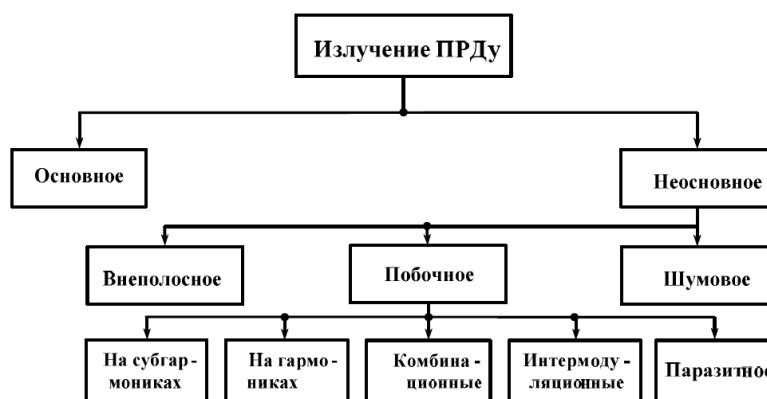 Излучение ПРДу
Основное
Неосновное
Внеполосное
Побочное
Шумовое
На субгар-
мониках
На гармо-
никах
Комбина-
ционные
Интермоду-
ляционные
Паразитное